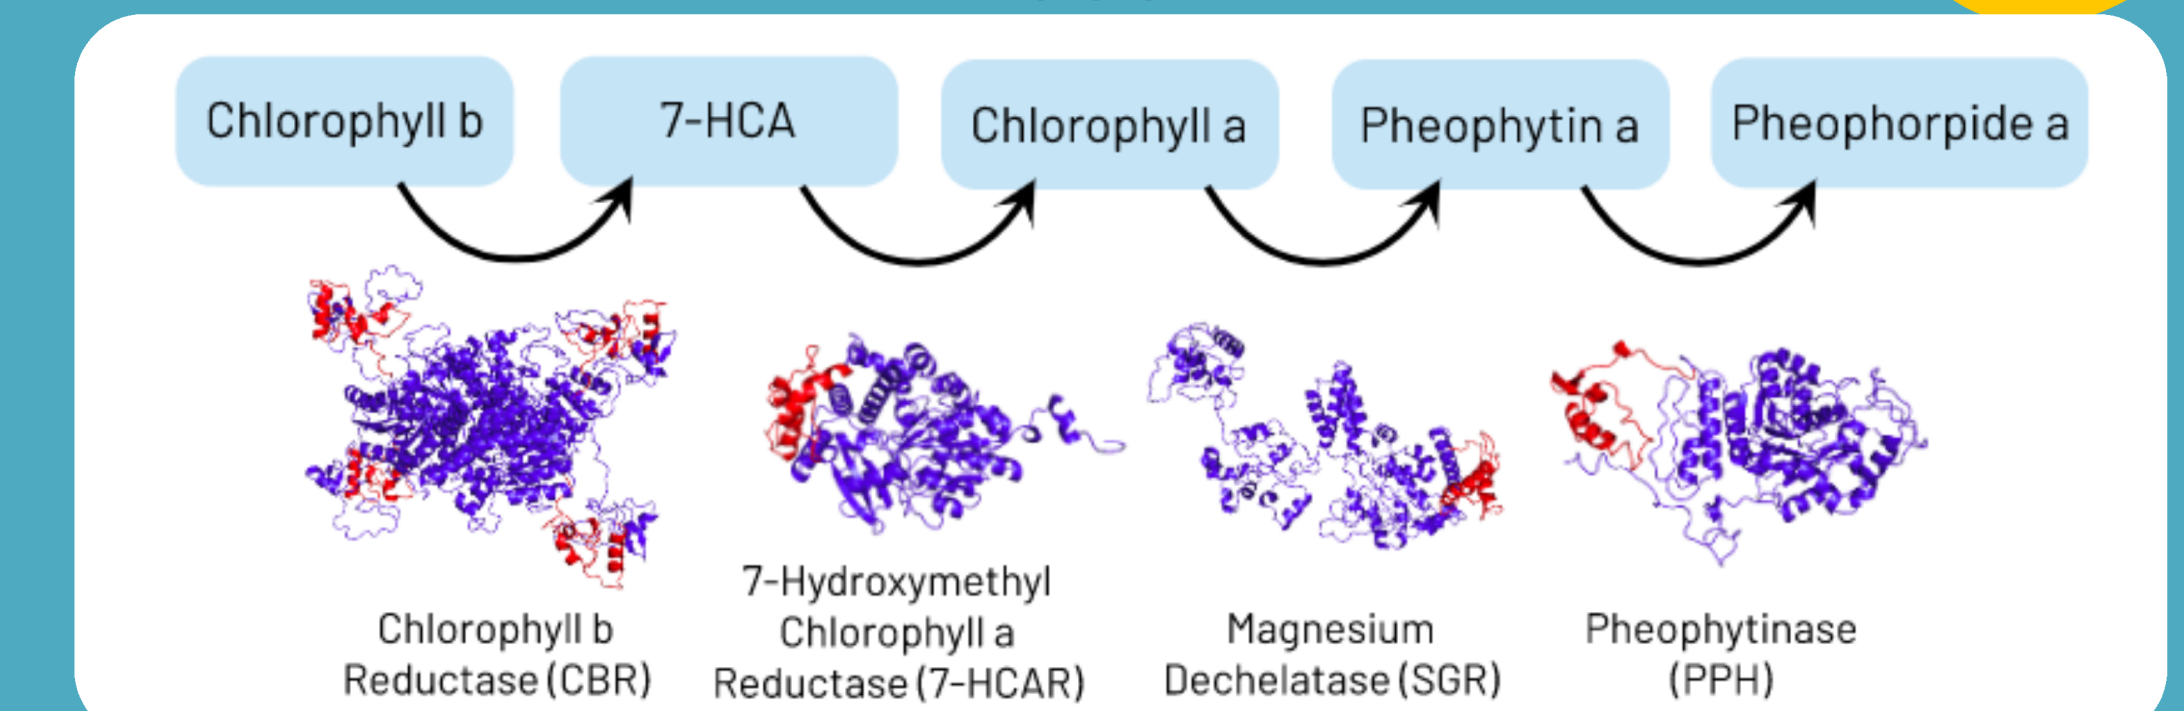 Chlorophyll b
7-HCA
Chlorophyll a
Pheophytin a
Pheophorpide a
Chlorophyll b
Reductase (CBR)
7-Hydroxymethyl
Chlorophyll a
Reductase (7-HCAR)
Magnesium
Dechelatase (SGR)
Pheophytinase
(PPH)